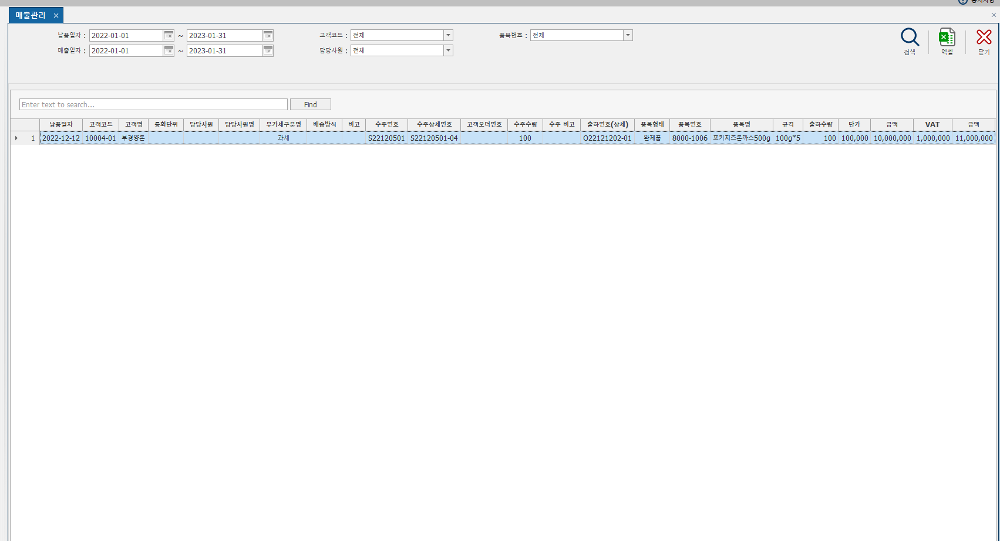 매출관리
납품일자 : 2022-01-01 ~ 2023-01-31 고객코드 : 전체 품목번호 : 전체
매출일자 : 2022-01-01 ~ 2023-01-31 담당사원 : 전체
검색 엑셀 닫기
Enter text to search... Find
납품일자 고객코드 고객명 통화단위 담당사원 담당사원명 부가세구분명 배송방식 비고 수주번호 수주상세번호 고객오더번호 수주수량 수주 비고 출하번호(상세) 품목형태 품목번호 품목명 규격 출하수량 단가 금액 VAT 금액
1 2022-12-12 10004-01 부경양돈 과세 S22120501 S22120501-04 100 O22121202-01 완제품 8000-1006 포키치즈돈까스500g 100g*5 100 100,000 10,000,000 1,000,000 11,000,000